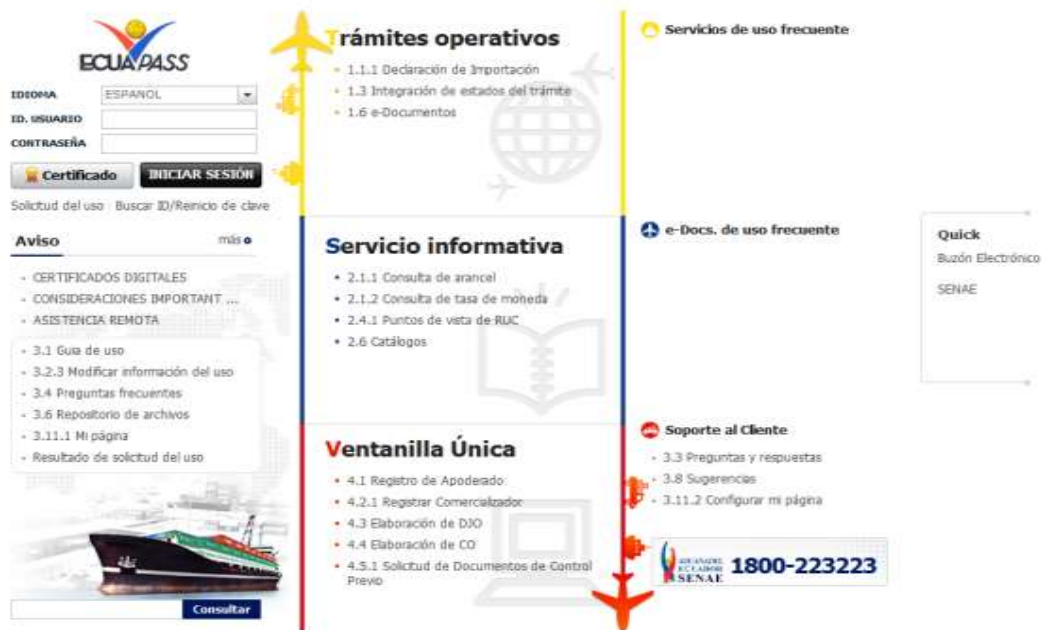 ECUAPASS
IDIOMA ESPAÑOL
ID. USUARIO
CONTRASEÑA
Certificado INICIAR SESIÓN
Solicitud del uso Buscar ID/Reinicio de clave
Aviso más
CERTIFICADOS DIGITALES
CONSIDERACIONES IMPORTANT ...
ASISTENCIA REMOTA
3.1 Guia de uso
3.2.3 Modificar información del uso
3.4 Preguntas frecuentes
3.6 Repositorio de archivos
3.11.1 Mi página
Resultado de solicitud del uso
Consultar
Trámites operativos
1.1.1 Declaración de Importación
1.3 Integración de estados del trámite
1.6 e-Documentos
Servicio informativa
2.1.1 Consulta de arancel
2.1.2 Consulta de tasa de moneda
2.4.1 Puntos de vista de RUC
2.6 Catálogos
Ventanilla Única
4.1 Registro de Apoderado
4.2.1 Registrar Comercializador
4.3 Elaboración de DJO
4.4 Elaboración de CO
4.5.1 Solicitud de Documentos de Control
Previo
Servicios de uso frecuente
e-Docs. de uso frecuente
Soporte al Cliente
3.3 Preguntas y respuestas
3.8 Sugerencias
3.11.2 Configurar mi página
ADUANA DEL
ECUADOR
SENAE
1800-223223
Quick
Buzón Electrónico
SENAE